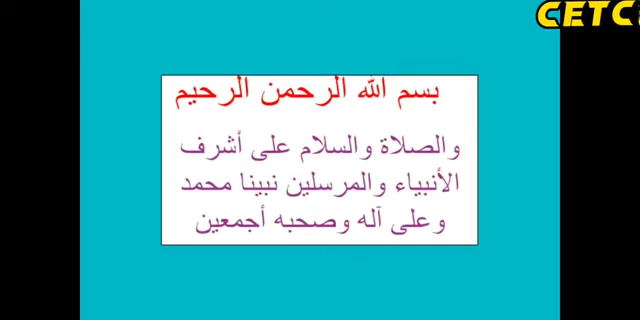 CETC
بسم الله الرحمن الرحيم
والصلاة والسلام على أشرف
الأنبياء والمرسلين نبينا محمد
وعلى آله وصحبه أجمعين